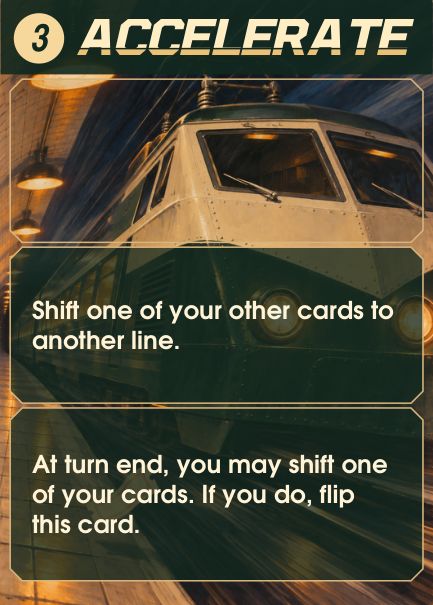 3 ACCELERATE
Shift one of your other cards to
another line.
At turn end, you may shift one
of your cards. If you do, flip
this card.